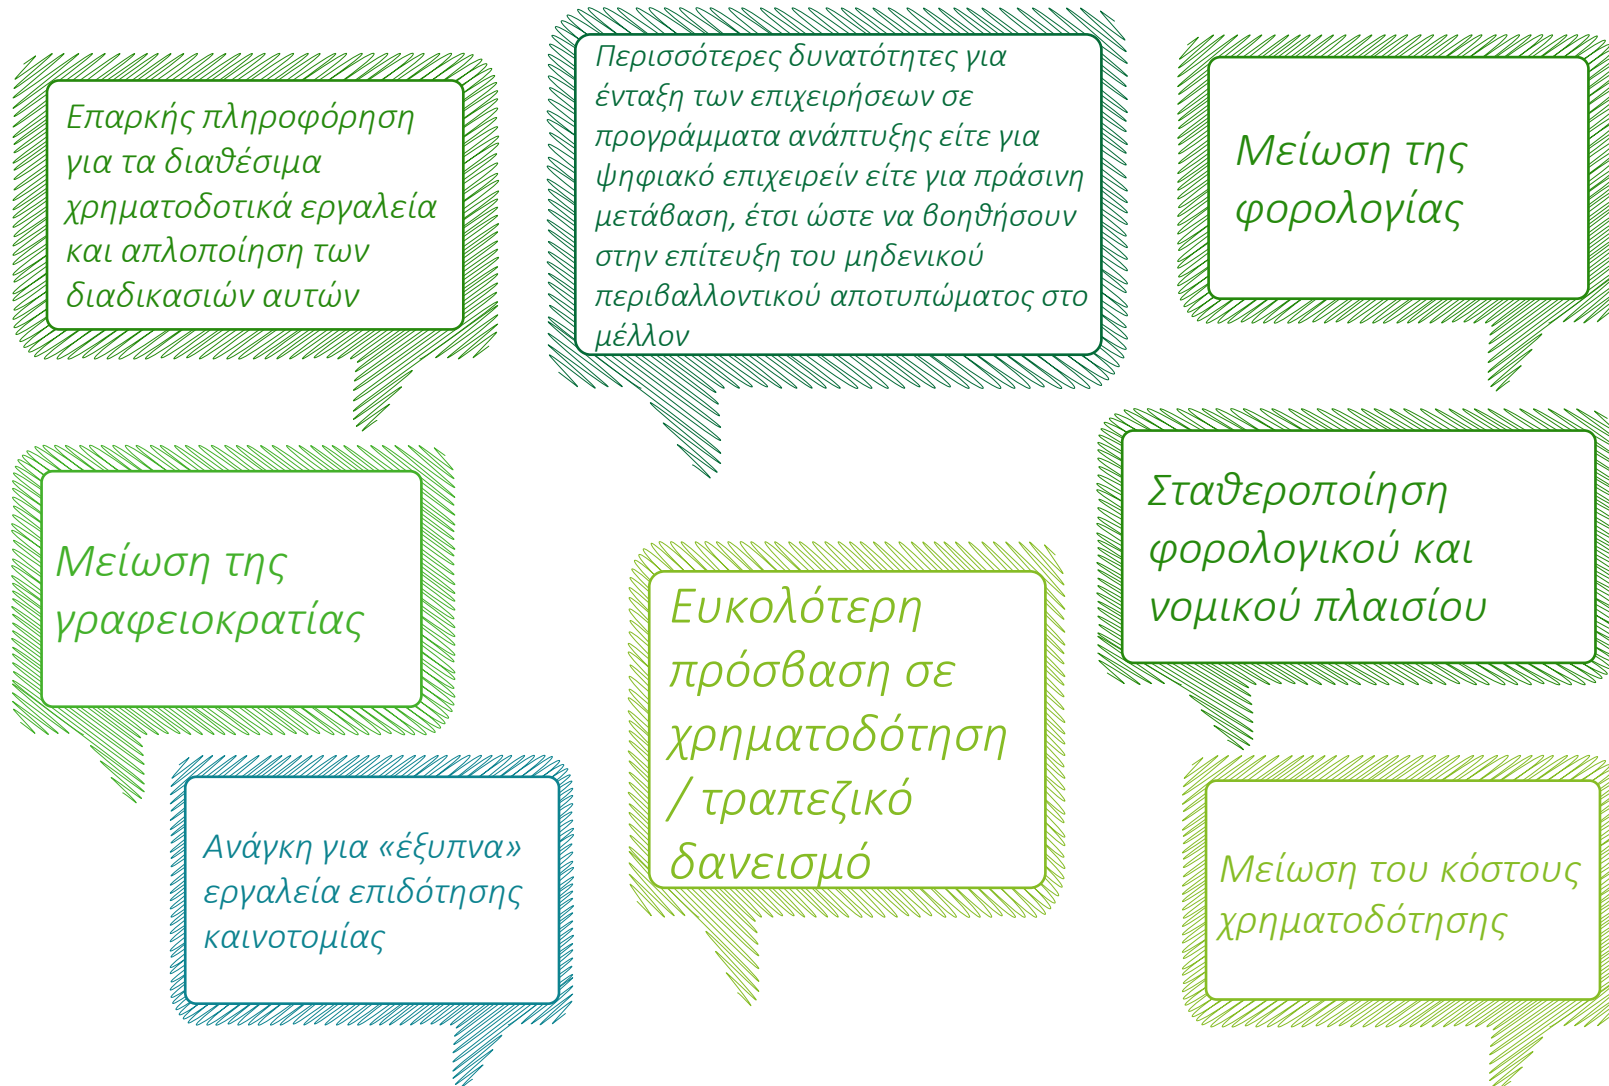 Επαρκής πληροφόρηση
για τα διαθέσιμα
χρηματοδοτικά εργαλεία
και απλοποίηση των
διαδικασιών αυτών
Περισσότερες δυνατότητες για
ένταξη των επιχειρήσεων σε
προγράμματα ανάπτυξης είτε για
ψηφιακό επιχειρείν είτε για πράσινη
μετάβαση, έτσι ώστε να βοηθήσουν
στην επίτευξη του μηδενικού
περιβαλλοντικού αποτυπώματος στο
μέλλον
Μείωση της
φορολογίας
Μείωση της
γραφειοκρατίας
Ευκολότερη
πρόσβαση σε
χρηματοδότηση
/ τραπεζικό
δανεισμό
Σταθεροποίηση
φορολογικού και
νομικού πλαισίου
Ανάγκη για «έξυπνα»
εργαλεία επιδότησης
καινοτομίας
Μείωση του κόστους
χρηματοδότησης